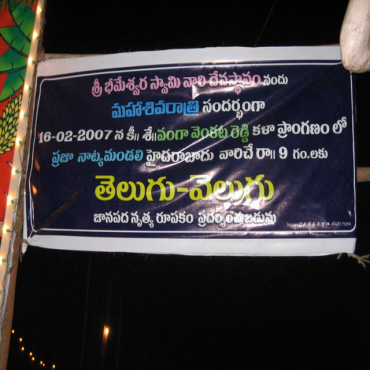 శ్రీ భీమేశ్వర స్వామి వారి దేవస్థానం నందు
మహాశివరాత్రి సందర్భంగా
16-02-2007 న కీ॥ శే॥ వంగా వెంకట రెడ్డి కళా ప్రాంగణం లో
ప్రజా నాట్యమండలి హైదరాబాదు వారిచే రా॥ 9 గం.లకు
తెలుగు-వెలుగు
జానపద నృత్య రూపకం ప్రదర్శించబడును